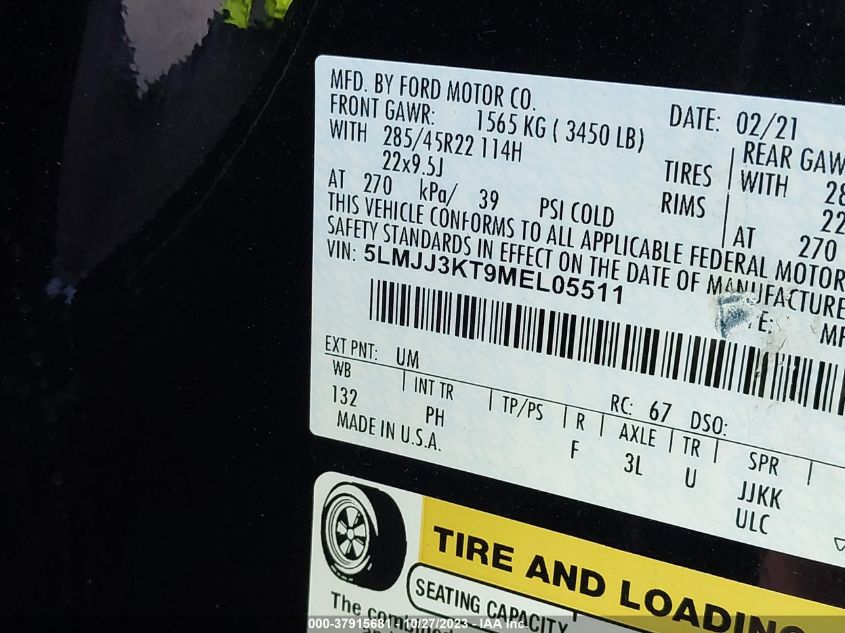 MFD. BY FORD MOTOR CO.
DATE: 02/21
FRONT GAWR: 1565 KG ( 3450 LB)
REAR GAW
WITH 285/45R22 114H TIRES
WITH 28
22x9.5J RIMS
22
AT 270 kPa/ 39 PSI COLD
AT 270
THIS VEHICLE CONFORMS TO ALL APPLICABLE FEDERAL MOTOR
SAFETY STANDARDS IN EFFECT ON THE DATE OF MANUFACTURE
VIN: 5LMJJ3KT9MEL05511
E:
EXT PNT: UM
RC: 67 DSO:
WB | INT TR | TP/PS | R | AXLE | TR | SPR
132 PH F 3L U JJKK
MADE IN U.S.A.
ULC
TIRE AND LOADING
SEATING CAPACITY
The combined
000-37915681 - 10/27/2023 - IAA Inc.